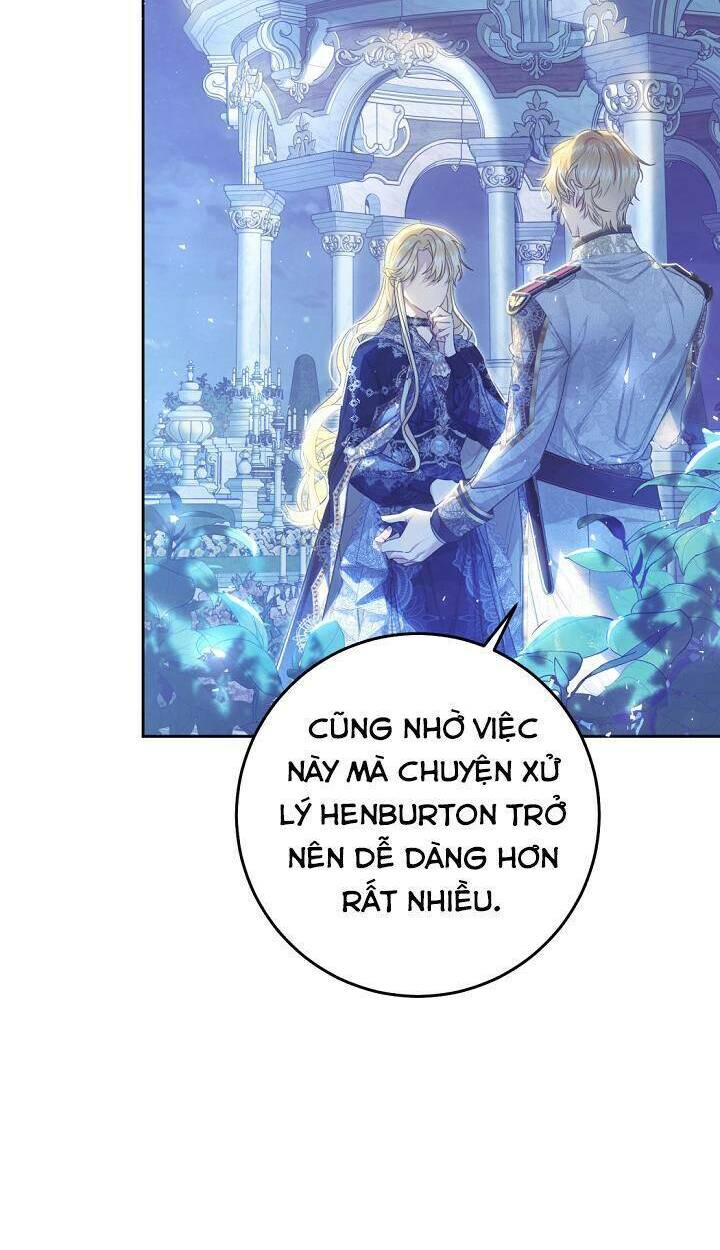 CŨNG NHỜ VIỆC
NÀY MÀ CHUYỆN XỬ
LÝ HENBURTON TRỞ
NÊN DỄ DÀNG HƠN
RẤT NHIỀU.